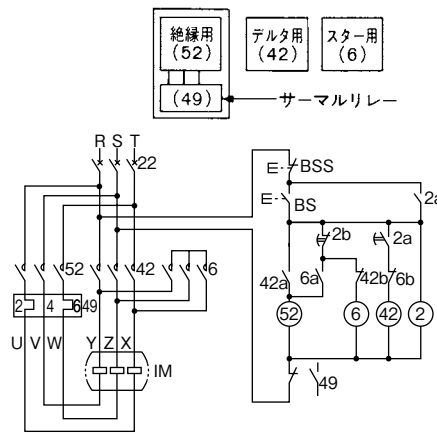 絶縁用
(52)
デルタ用
(42)
スター用
(6)
(49)
サーマルリレー
R S T
22
BSS
BS
2a
2b
2a
52
42
6
42a
6a
42b
6b
2 4 6 49
52
6
42
2
U V W
Y Z X
IM
49